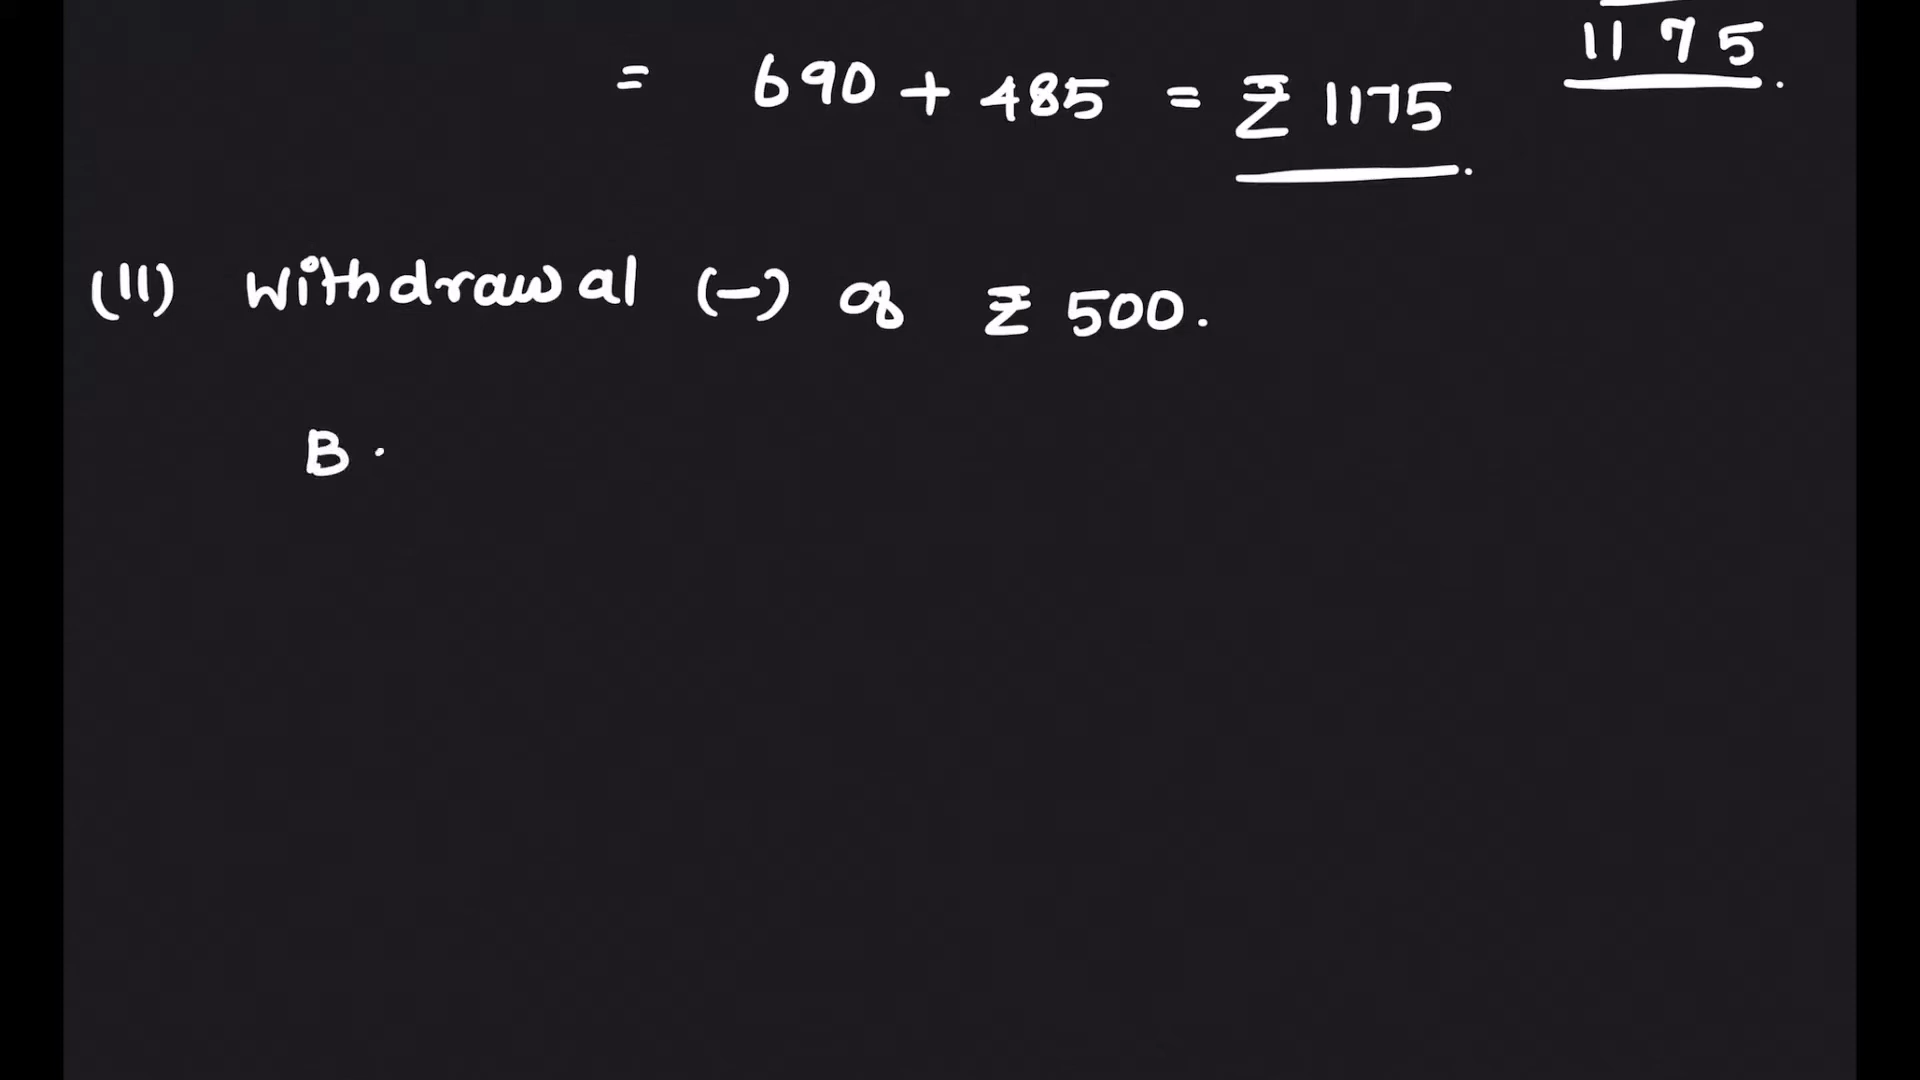 1175.
= 690 + 485 = ₹ 1175.
(II) Withdrawal (-) of ₹ 500.
B.